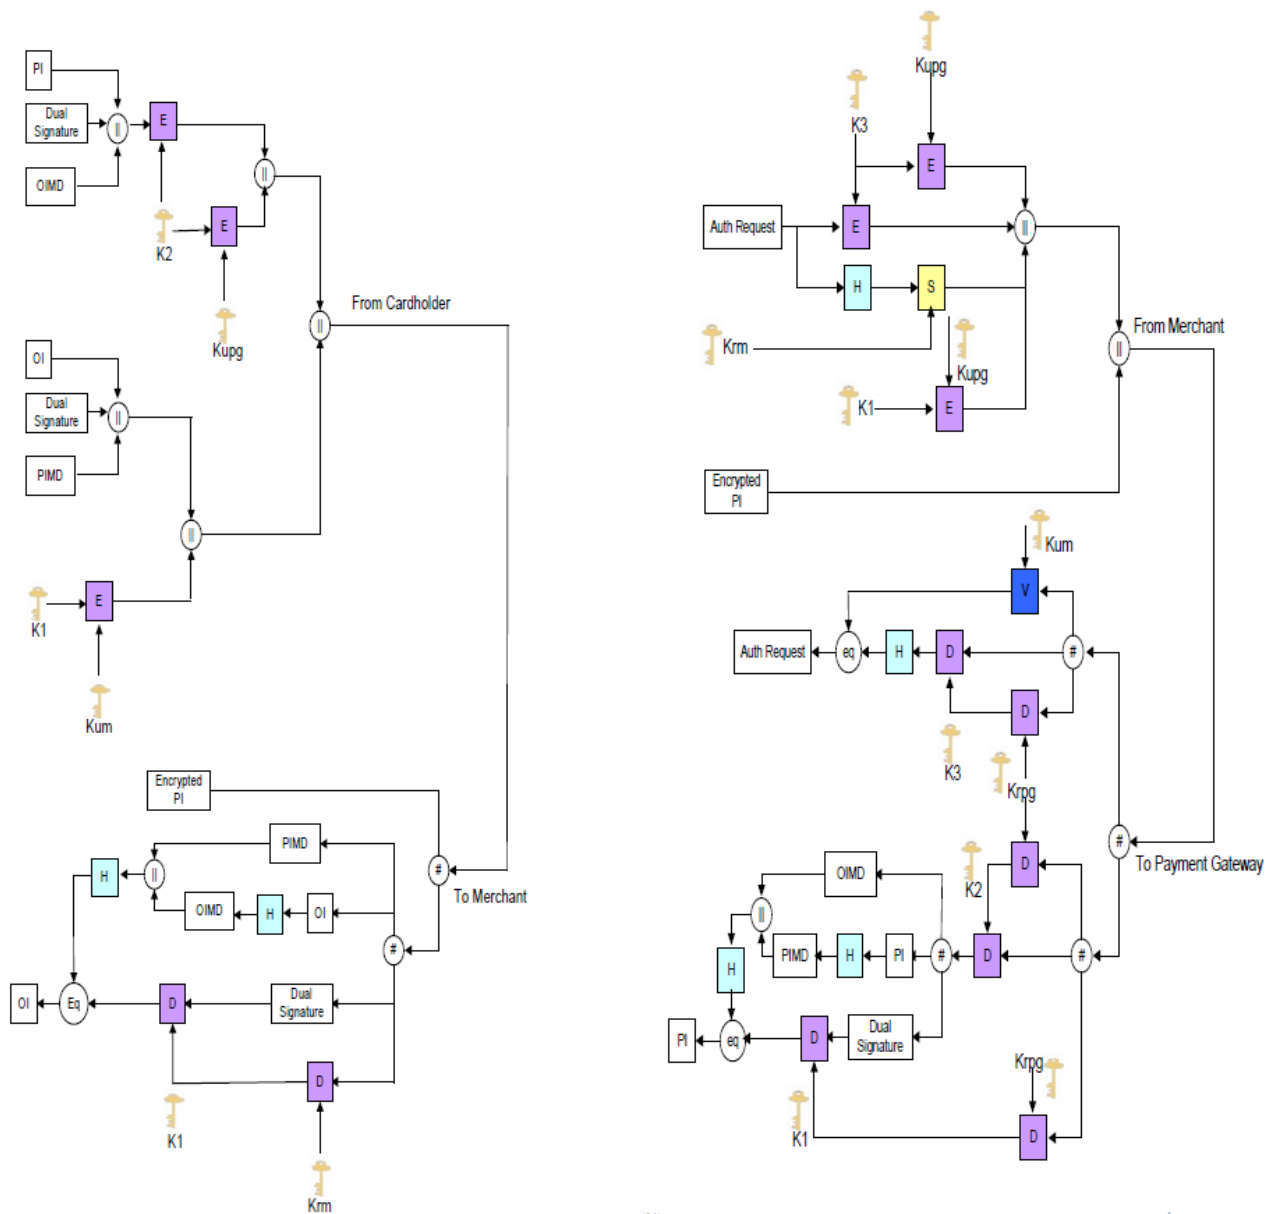 PI
Dual
Signature
||
E
OIMD
||
K2
E
Kupg
||
From Cardholder
OI
Dual
Signature
||
PIMD
||
E
K1
Kum
Encrypted
PI
PIMD
H
||
OIMD
H
OI
#
To Merchant
#
OI
Eq
D
Dual
Signature
D
K1
Krm
Kupg
K3
E
Auth Request
E
||
H
S
Krm
Kupg
K1
E
From Merchant
||
Encrypted
PI
Kum
V
Auth Request
eq
H
D
#
D
K3
Krpg
D
#
To Payment Gateway
K2
OIMD
||
H
PIMD
H
PI
#
D
#
PI
eq
D
Dual
Signature
Krpg
K1
D